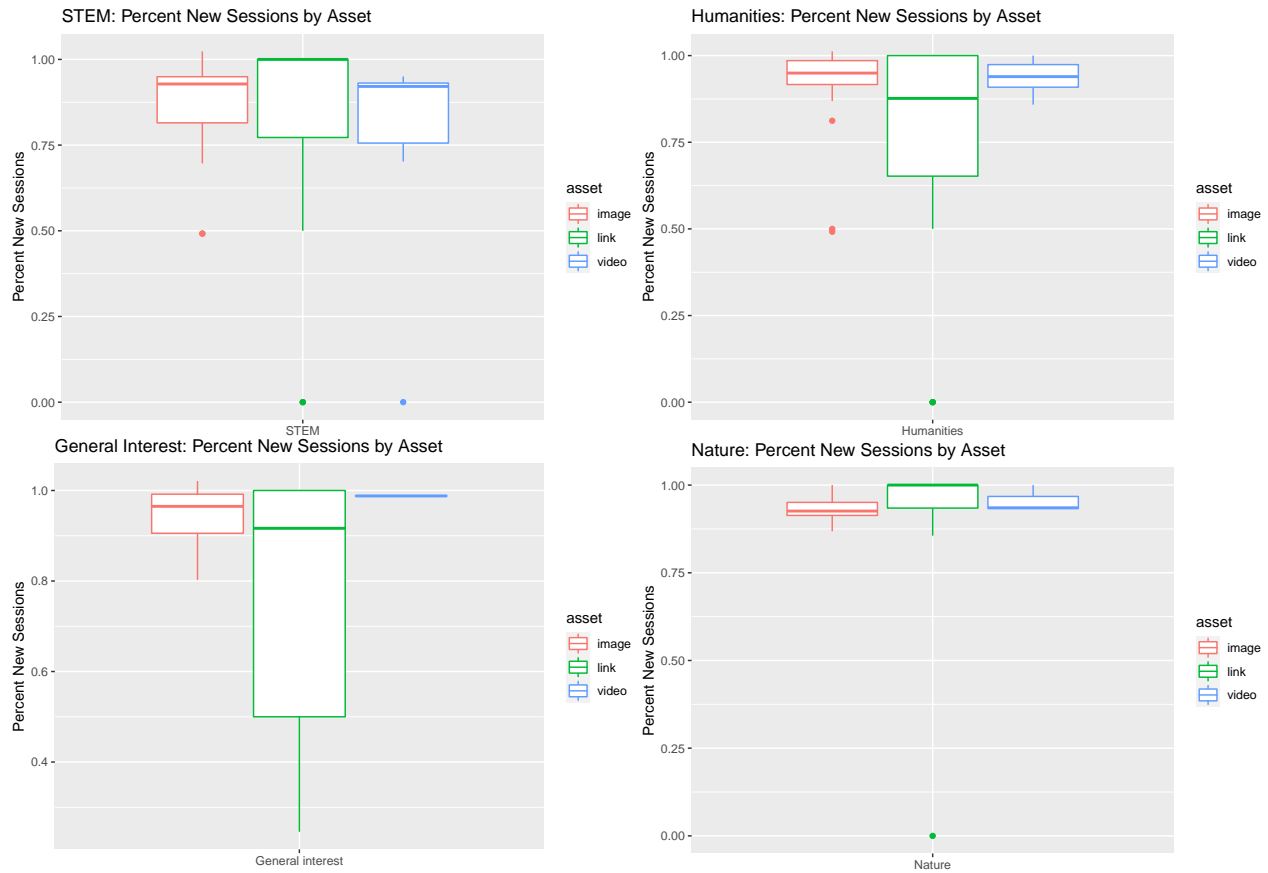 STEM: Percent New Sessions by Asset
Percent New Sessions
1.00
0.75
0.50
0.25
0.00
STEM
asset
image
link
video
Humanities: Percent New Sessions by Asset
Percent New Sessions
1.00
0.75
0.50
0.25
0.00
Humanities
asset
image
link
video
General Interest: Percent New Sessions by Asset
Percent New Sessions
1.0
0.8
0.6
0.4
General interest
asset
image
link
video
Nature: Percent New Sessions by Asset
Percent New Sessions
1.00
0.75
0.50
0.25
0.00
Nature
asset
image
link
video